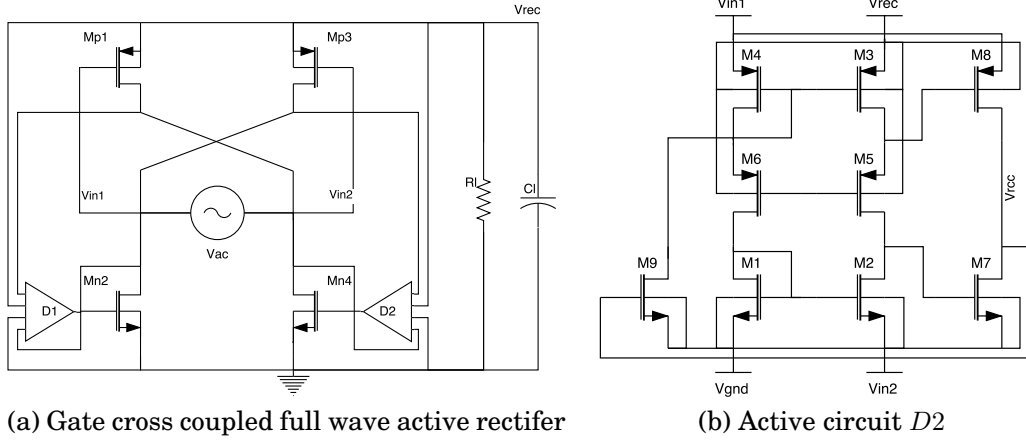 Vrec
Mp1
Mp3
Vin1
Vin2
Vac
Rl
Cl
Mn2
Mn4
D1
D2
(a) Gate cross coupled full wave active rectifer
Vin1
Vrec
M4
M3
M8
M6
M5
Vrcc
M9
M1
M2
M7
Vgnd
Vin2
(b) Active circuit D2